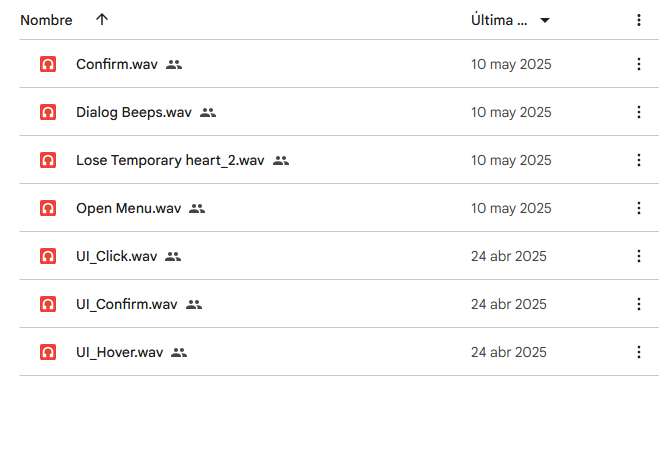 Nombre Última ...
Confirm.wav 10 may 2025
Dialog Beeps.wav 10 may 2025
Lose Temporary heart_2.wav 10 may 2025
Open Menu.wav 10 may 2025
UI_Click.wav 24 abr 2025
UI_Confirm.wav 24 abr 2025
UI_Hover.wav 24 abr 2025